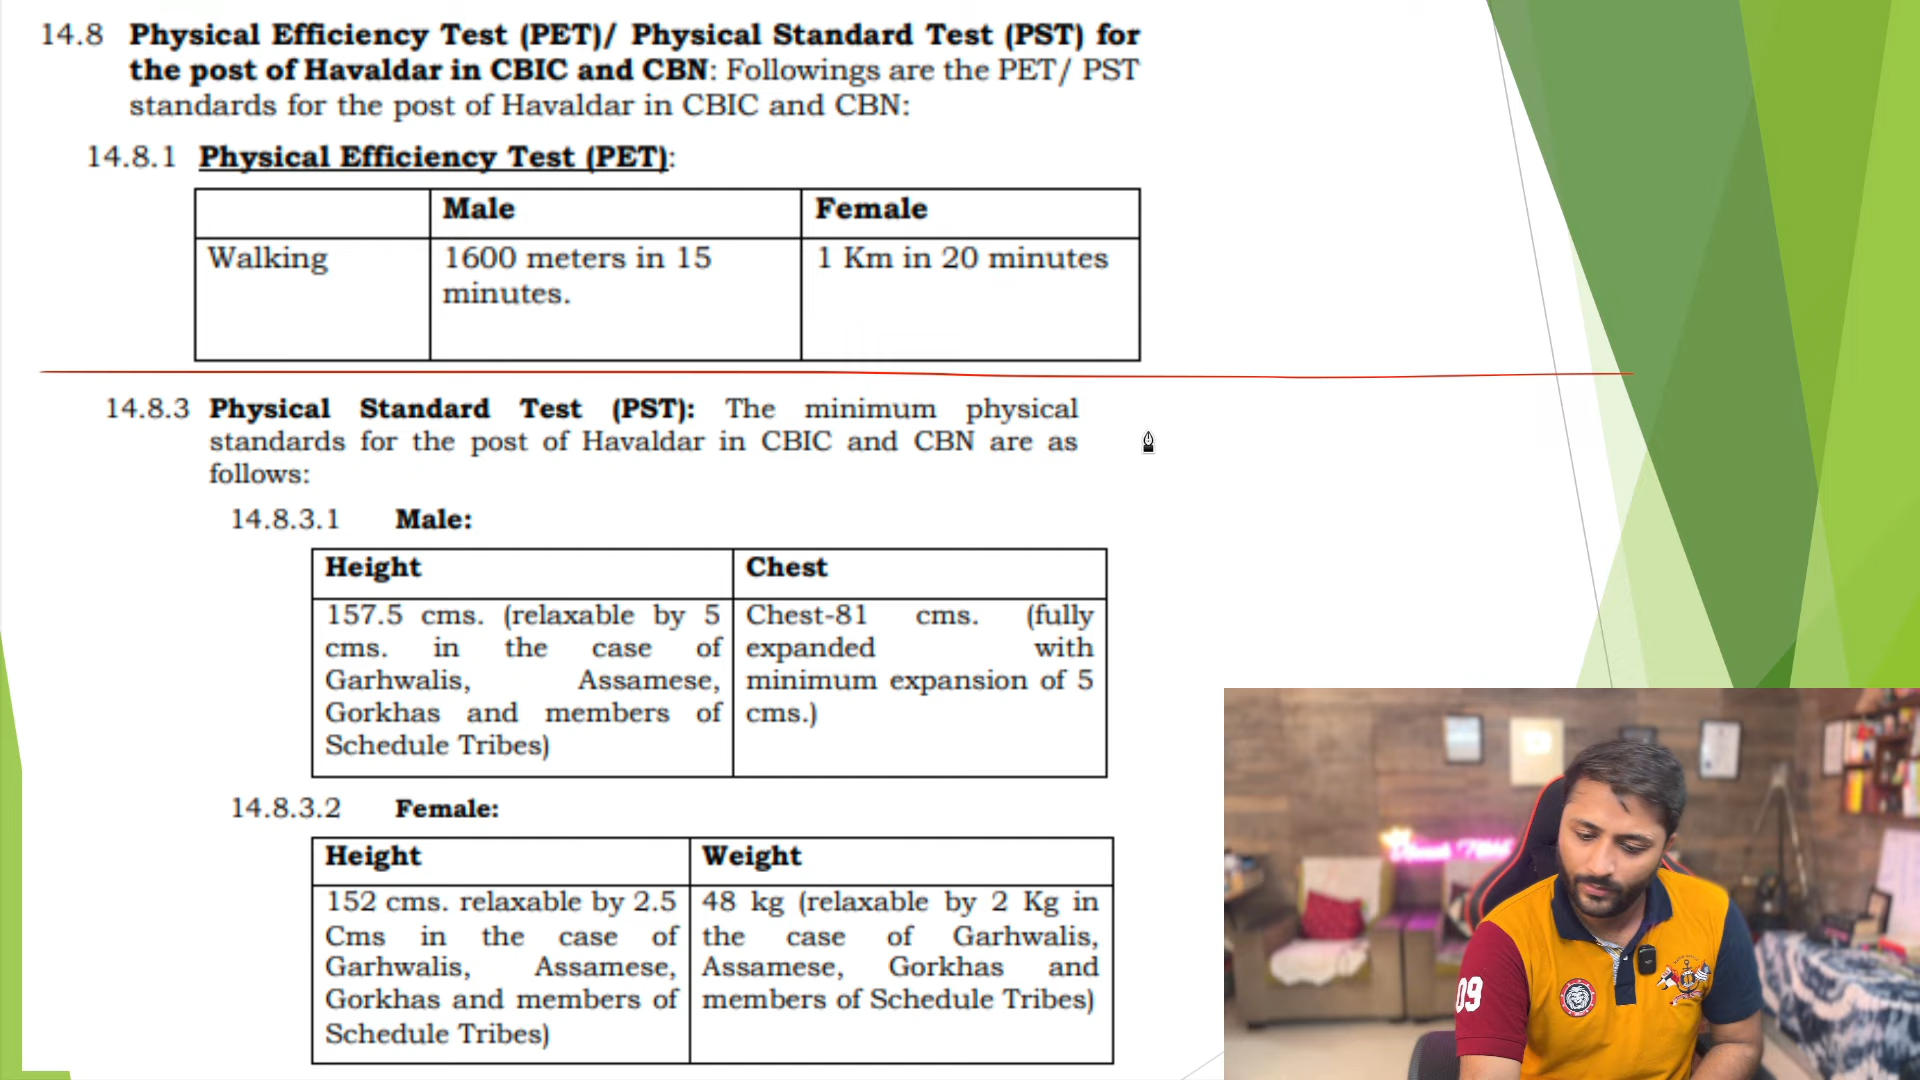 14.8 Physical Efficiency Test (PET)/ Physical Standard Test (PST) for
the post of Havaldar in CBIC and CBN: Followings are the PET/ PST
standards for the post of Havaldar in CBIC and CBN:
14.8.1 Physical Efficiency Test (PET):
Male Female
Walking 1600 meters in 15 1 Km in 20 minutes
minutes.
14.8.3 Physical Standard Test (PST): The minimum physical
standards for the post of Havaldar in CBIC and CBN are as
follows:
14.8.3.1 Male:
Height Chest
157.5 cms. (relaxable by 5 Chest-81 cms. (fully
cms. in the case of expanded with
Garhwalis, Assamese, minimum expansion of 5
Gorkhas and members of cms.)
Schedule Tribes)
14.8.3.2 Female:
Height Weight
152 cms. relaxable by 2.5 48 kg (relaxable by 2 Kg in
Cms in the case of the case of Garhwalis,
Garhwalis, Assamese, Assamese, Gorkhas and
Gorkhas and members of members of Schedule Tribes)
Schedule Tribes)
09